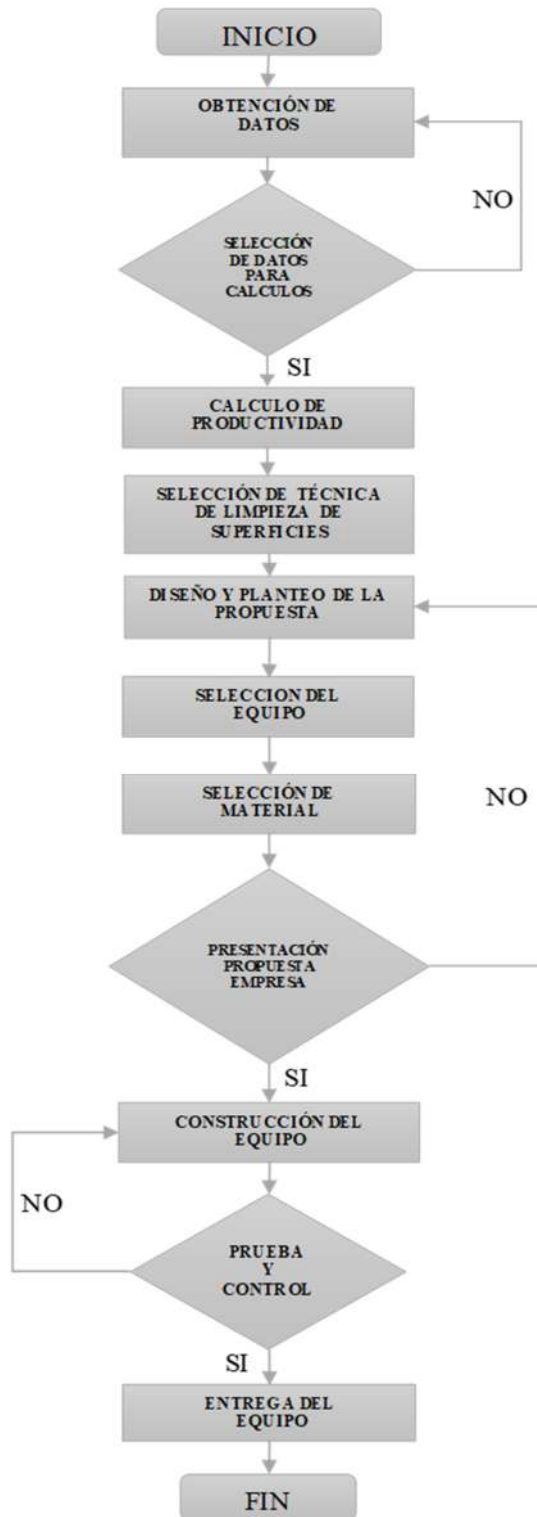 INICIO
OBTENCIÓN DE
DATOS
NO
SELECCIÓN
DE DATOS
PARA
CALCULOS
SI
CALCULO DE
PRODUCTIVIDAD
SELECCIÓN DE TÉCNICA
DE LIMPIEZA DE
SUPERFICIES
DISEÑO Y PLANTEO DE LA
PROPUESTA
SELECCION DEL
EQUIPO
SELECCIÓN DE
MATERIAL
NO
PRESENTACIÓN
PROPUESTA
EMPRESA
SI
CONSTRUCCIÓN DEL
EQUIPO
NO
PRUEBA
Y
CONTROL
SI
ENTREGA DEL
EQUIPO
FIN